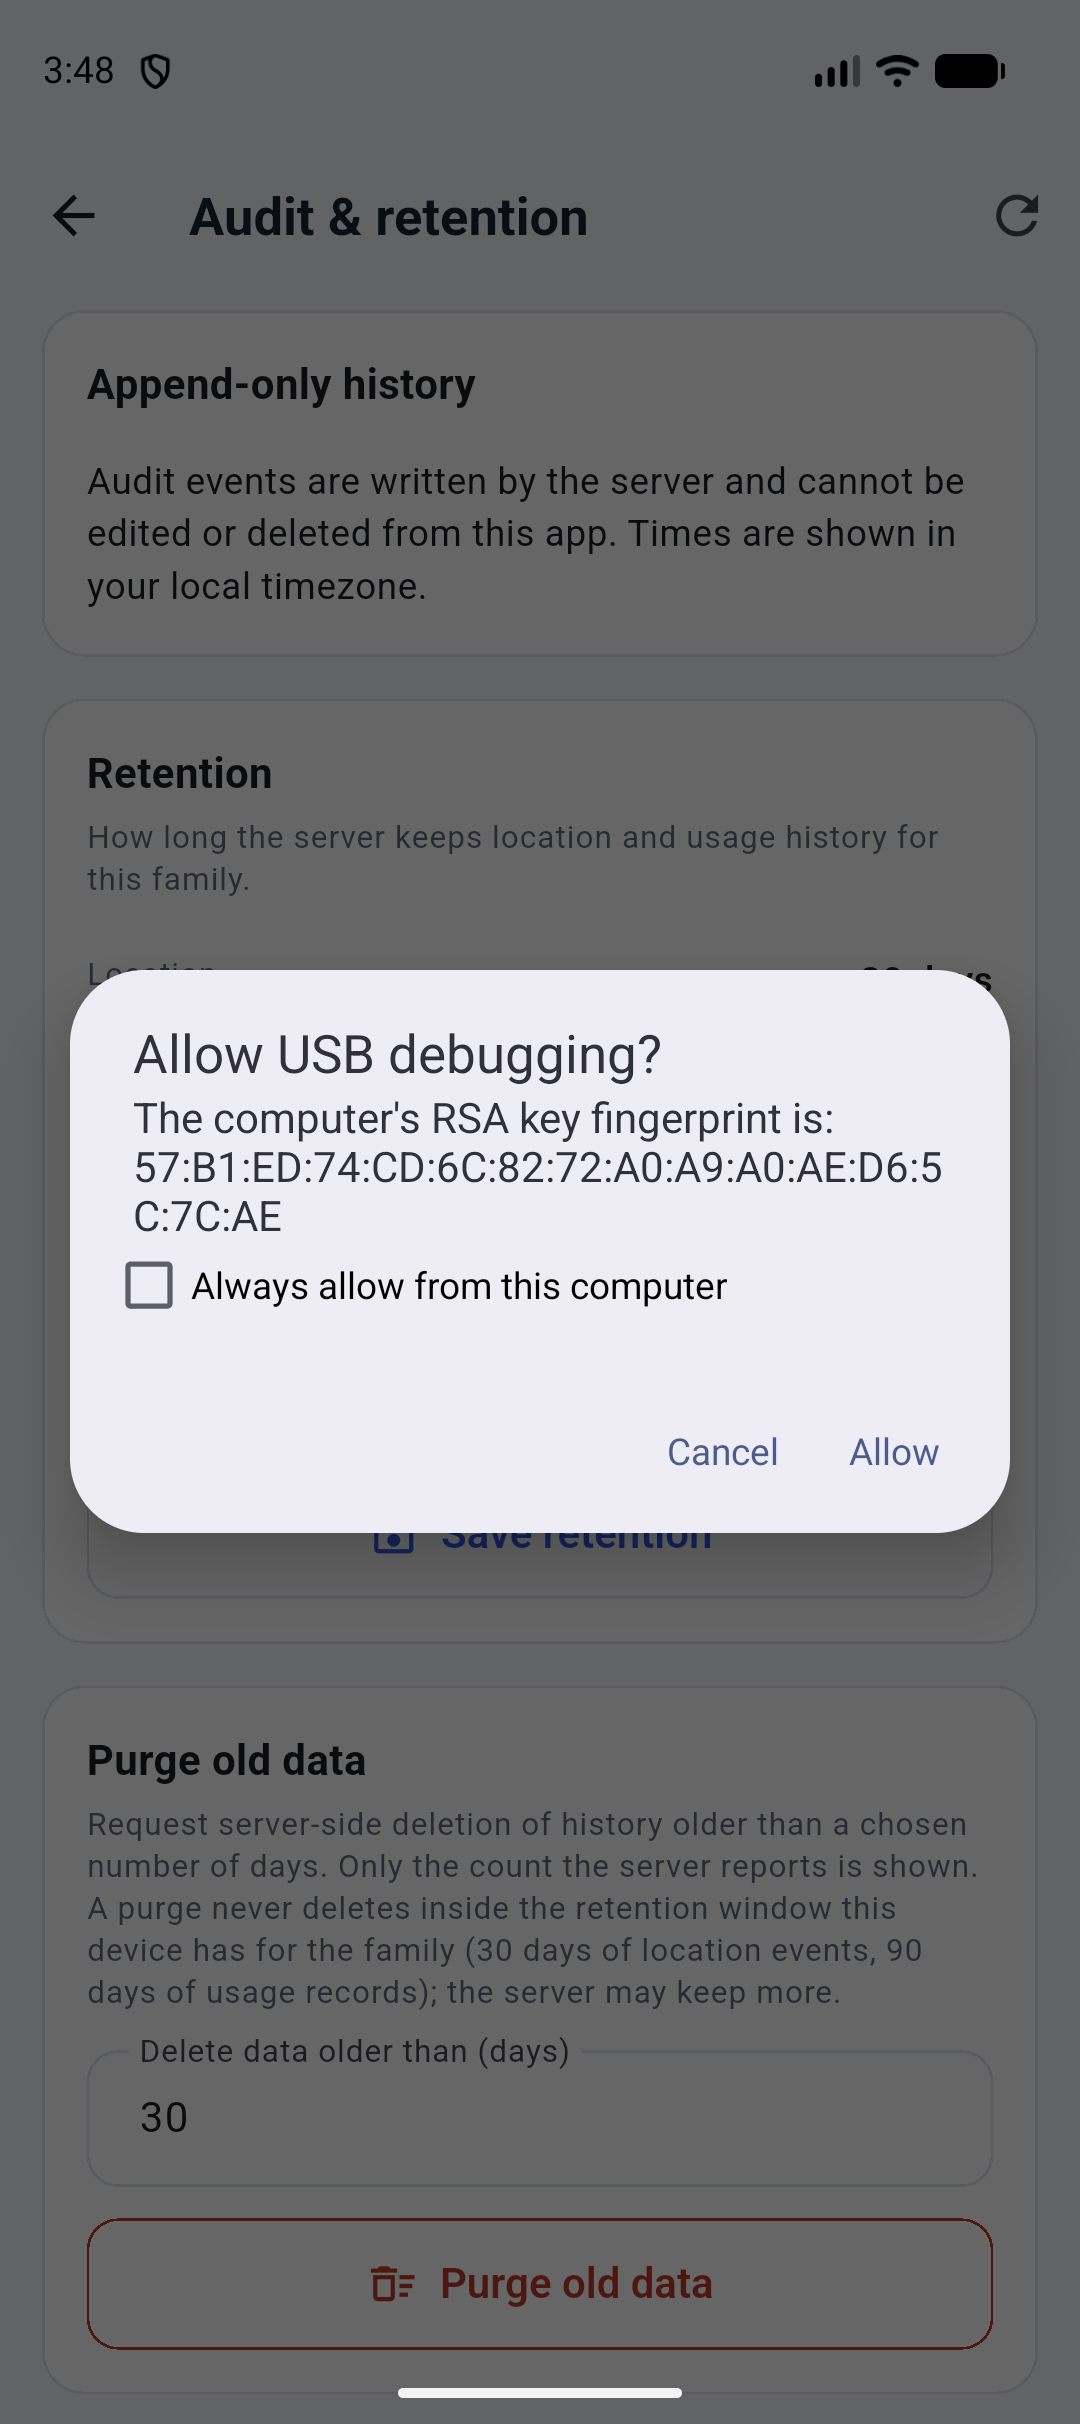 3:48
Audit & retention
Append-only history
Audit events are written by the server and cannot be
edited or deleted from this app. Times are shown in
your local timezone.
Retention
How long the server keeps location and usage history for
this family.
Location
Allow USB debugging?
The computer's RSA key fingerprint is:
57:B1:ED:74:CD:6C:82:72:A0:A9:A0:AE:D6:5
C:7C:AE
Always allow from this computer
Cancel
Allow
Save retention
Purge old data
Request server-side deletion of history older than a chosen
number of days. Only the count the server reports is shown.
A purge never deletes inside the retention window this
device has for the family (30 days of location events, 90
days of usage records); the server may keep more.
Delete data older than (days)
30
Purge old data